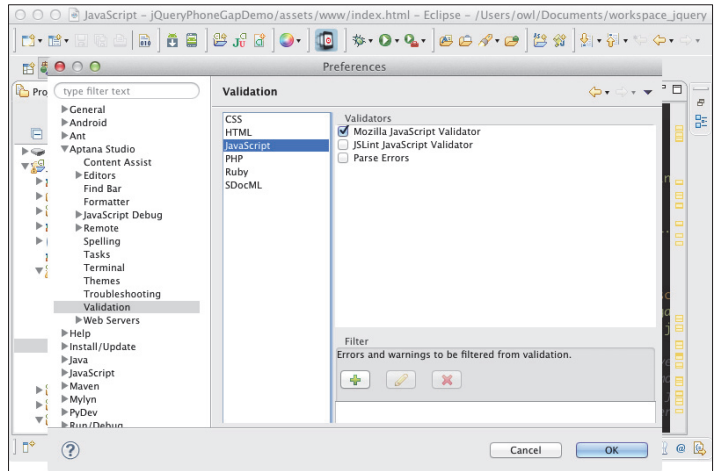 JavaScript – jQueryPhoneGapDemo/assets/www/index.html – Eclipse – /Users/owl/Documents/workspace_jquery
Preferences
Pro
type filter text
Validation
General
Android
Ant
Aptana Studio
Content Assist
Editors
Find Bar
Formatter
JavaScript Debug
Remote
Spelling
Tasks
Terminal
Themes
Troubleshooting
Validation
Web Servers
Help
Install/Update
Java
JavaScript
Maven
Mylyn
PyDev
Run/Debug
CSS
HTML
JavaScript
PHP
Ruby
SDocML
Validators
Mozilla JavaScript Validator
JSLint JavaScript Validator
Parse Errors
Filter
Errors and warnings to be filtered from validation.
?
Cancel
OK